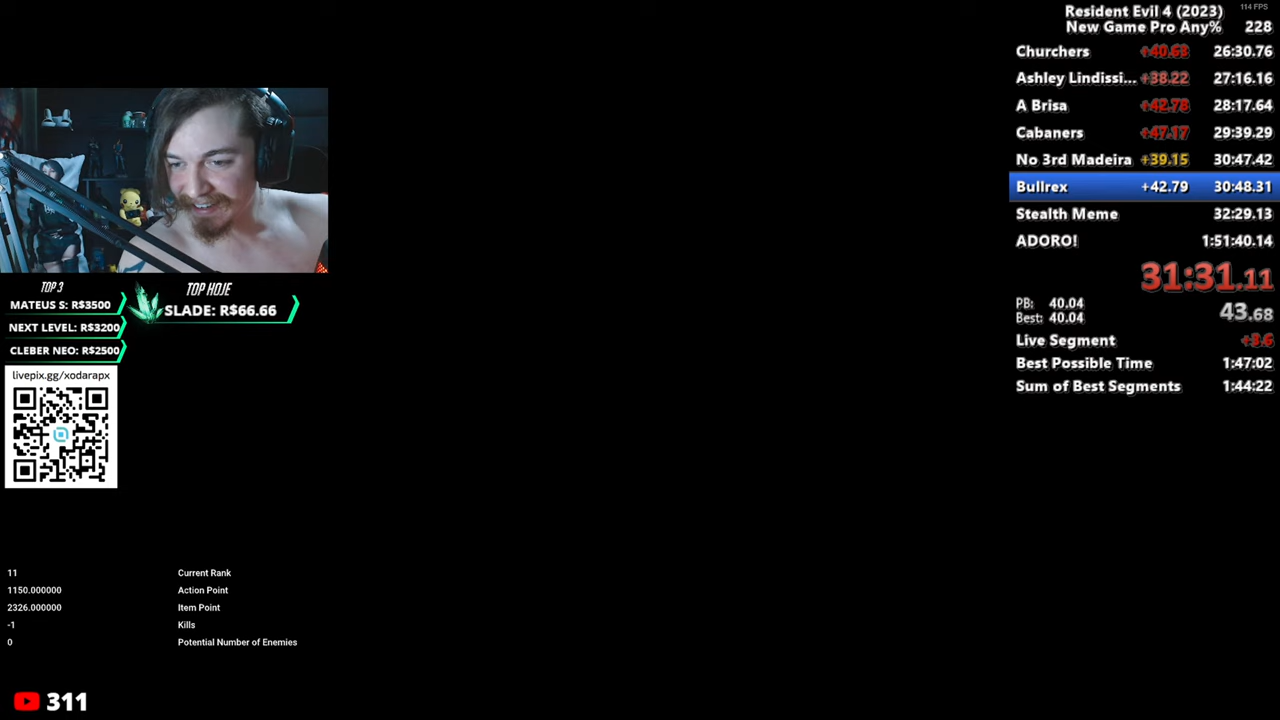 114 FPS
Resident Evil 4 (2023)
New Game Pro Any% 228
Churchers +40.63 26:30.76
Ashley Lindissi... +38.22 27:16.16
A Brisa +42.78 28:17.64
Cabaners +47.17 29:39.29
No 3rd Madeira +39.15 30:47.42
Bullrex +42.79 30:48.31
Stealth Meme 32:29.13
ADORO! 1:51:40.14
31:31.11
PB: 40.04
Best: 40.04
43.68
Live Segment +3.6
Best Possible Time 1:47:02
Sum of Best Segments 1:44:22
TOP 3
MATEUS S: R$3500
NEXT LEVEL: R$3200
CLEBER NEO: R$2500
TOP HOJE
SLADE: R$66.66
livepix.gg/xodarapx
11 Current Rank
1150.000000 Action Point
2326.000000 Item Point
-1 Kills
0 Potential Number of Enemies
311